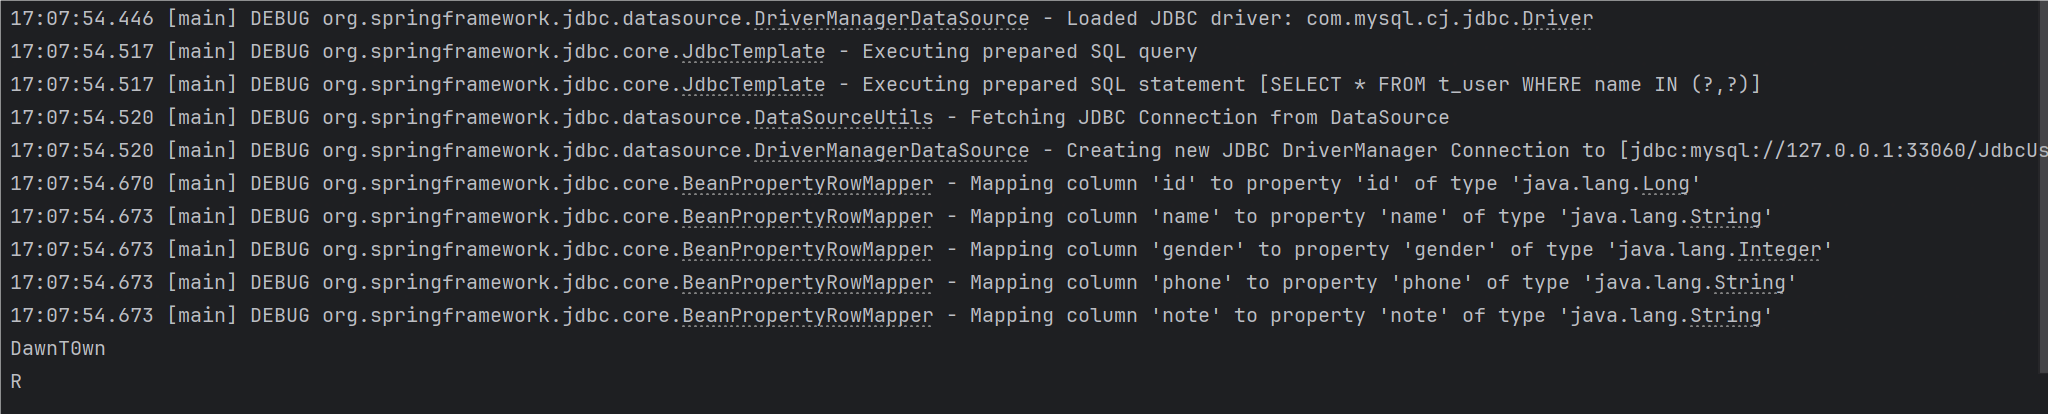 17:07:54.446 [main] DEBUG org.springframework.jdbc.datasource.DriverManagerDataSource - Loaded JDBC driver: com.mysql.cj.jdbc.Driver
17:07:54.517 [main] DEBUG org.springframework.jdbc.core.JdbcTemplate - Executing prepared SQL query
17:07:54.517 [main] DEBUG org.springframework.jdbc.core.JdbcTemplate - Executing prepared SQL statement [SELECT * FROM t_user WHERE name IN (?,?)]
17:07:54.520 [main] DEBUG org.springframework.jdbc.datasource.DataSourceUtils - Fetching JDBC Connection from DataSource
17:07:54.520 [main] DEBUG org.springframework.jdbc.datasource.DriverManagerDataSource - Creating new JDBC DriverManager Connection to [jdbc:mysql://127.0.0.1:33060/JdbcUs
17:07:54.670 [main] DEBUG org.springframework.jdbc.core.BeanPropertyRowMapper - Mapping column 'id' to property 'id' of type 'java.lang.Long'
17:07:54.673 [main] DEBUG org.springframework.jdbc.core.BeanPropertyRowMapper - Mapping column 'name' to property 'name' of type 'java.lang.String'
17:07:54.673 [main] DEBUG org.springframework.jdbc.core.BeanPropertyRowMapper - Mapping column 'gender' to property 'gender' of type 'java.lang.Integer'
17:07:54.673 [main] DEBUG org.springframework.jdbc.core.BeanPropertyRowMapper - Mapping column 'phone' to property 'phone' of type 'java.lang.String'
17:07:54.673 [main] DEBUG org.springframework.jdbc.core.BeanPropertyRowMapper - Mapping column 'note' to property 'note' of type 'java.lang.String'
DawnT0wn
R